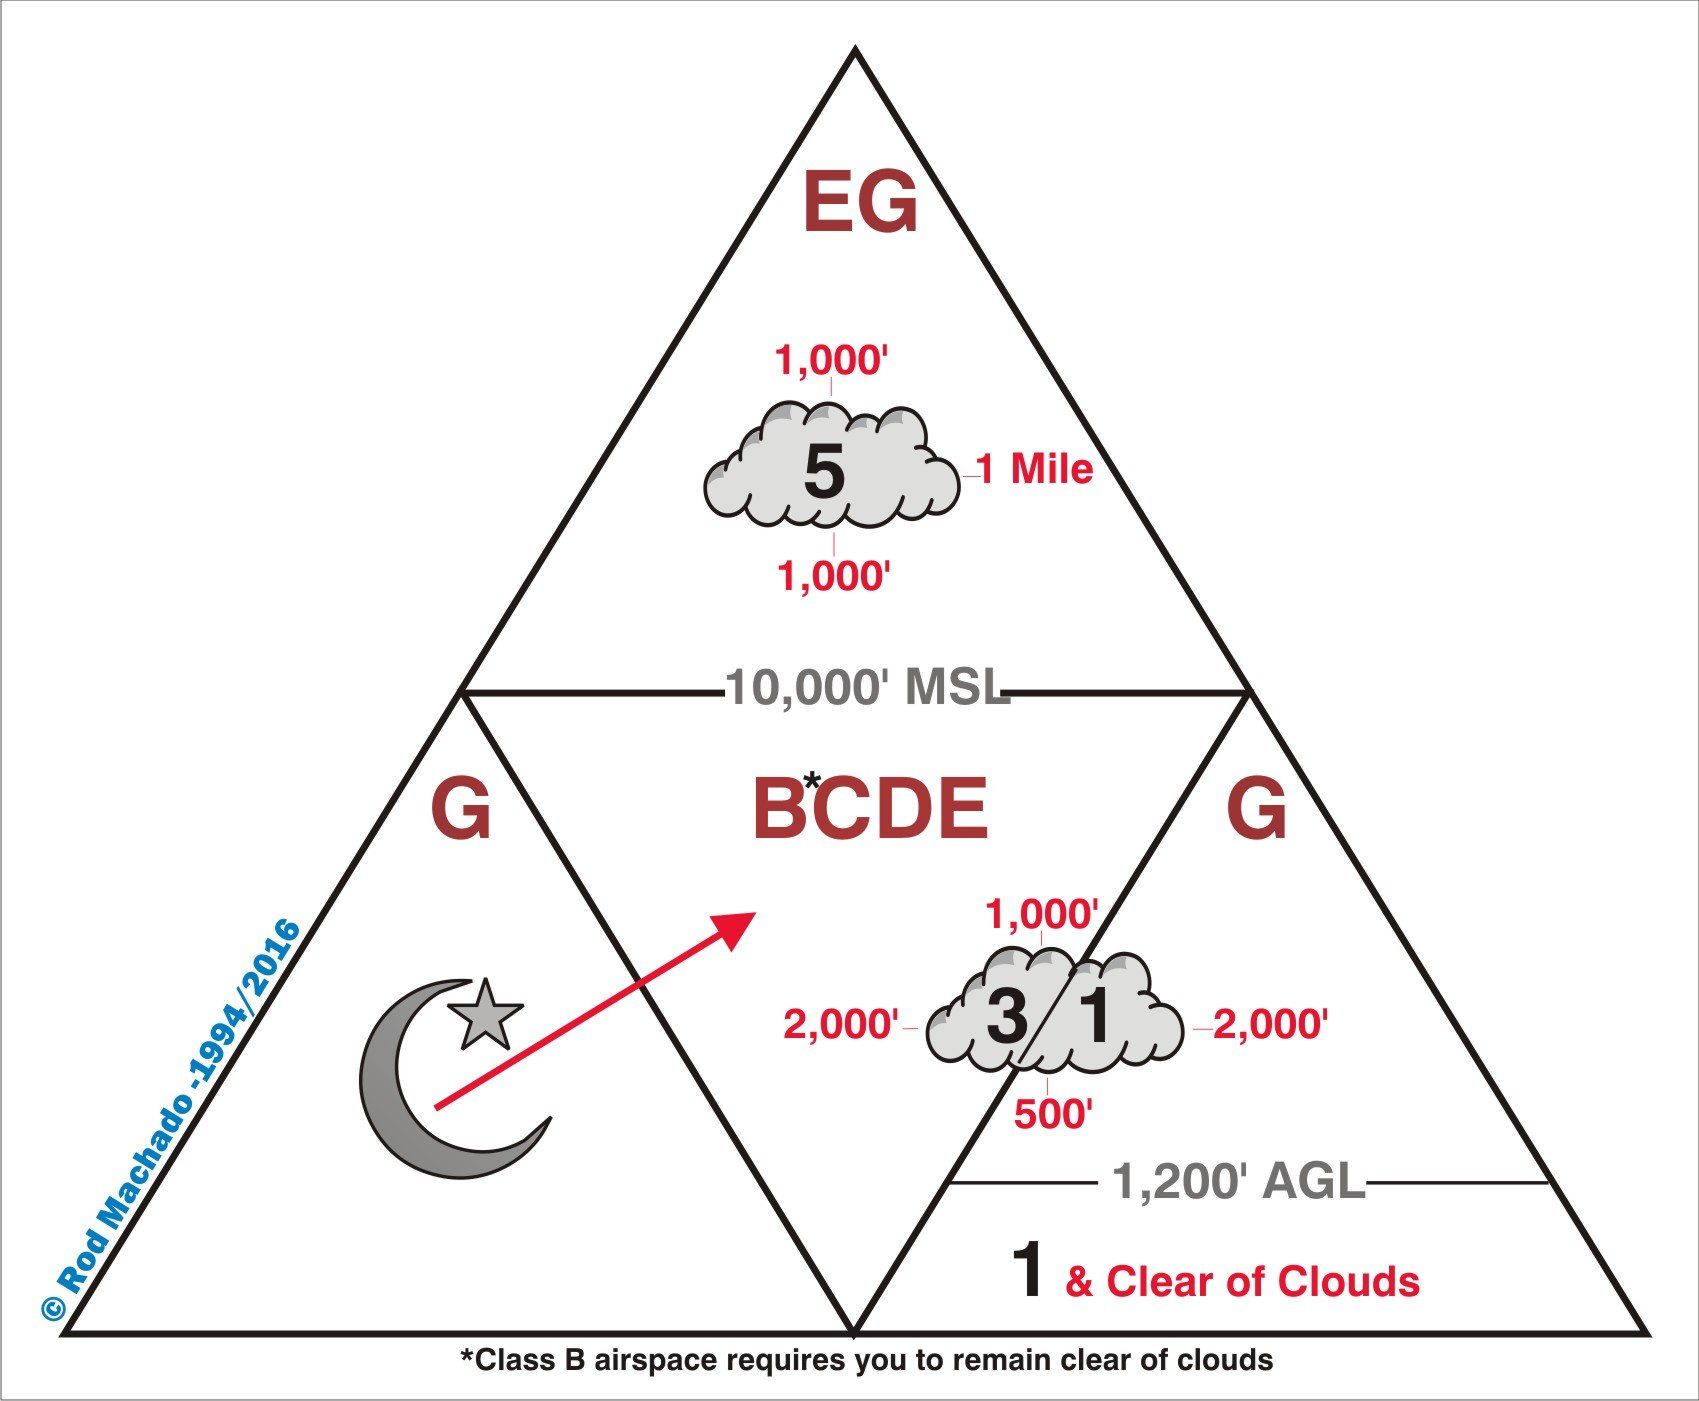 EG
1,000'
5
1 Mile
1,000'
10,000' MSL
G
B*CDE
G
1,000'
2,000'
3
1
2,000'
500'
1,200' AGL
1 & Clear of Clouds
© Rod Machado -1994/2016
*Class B airspace requires you to remain clear of clouds